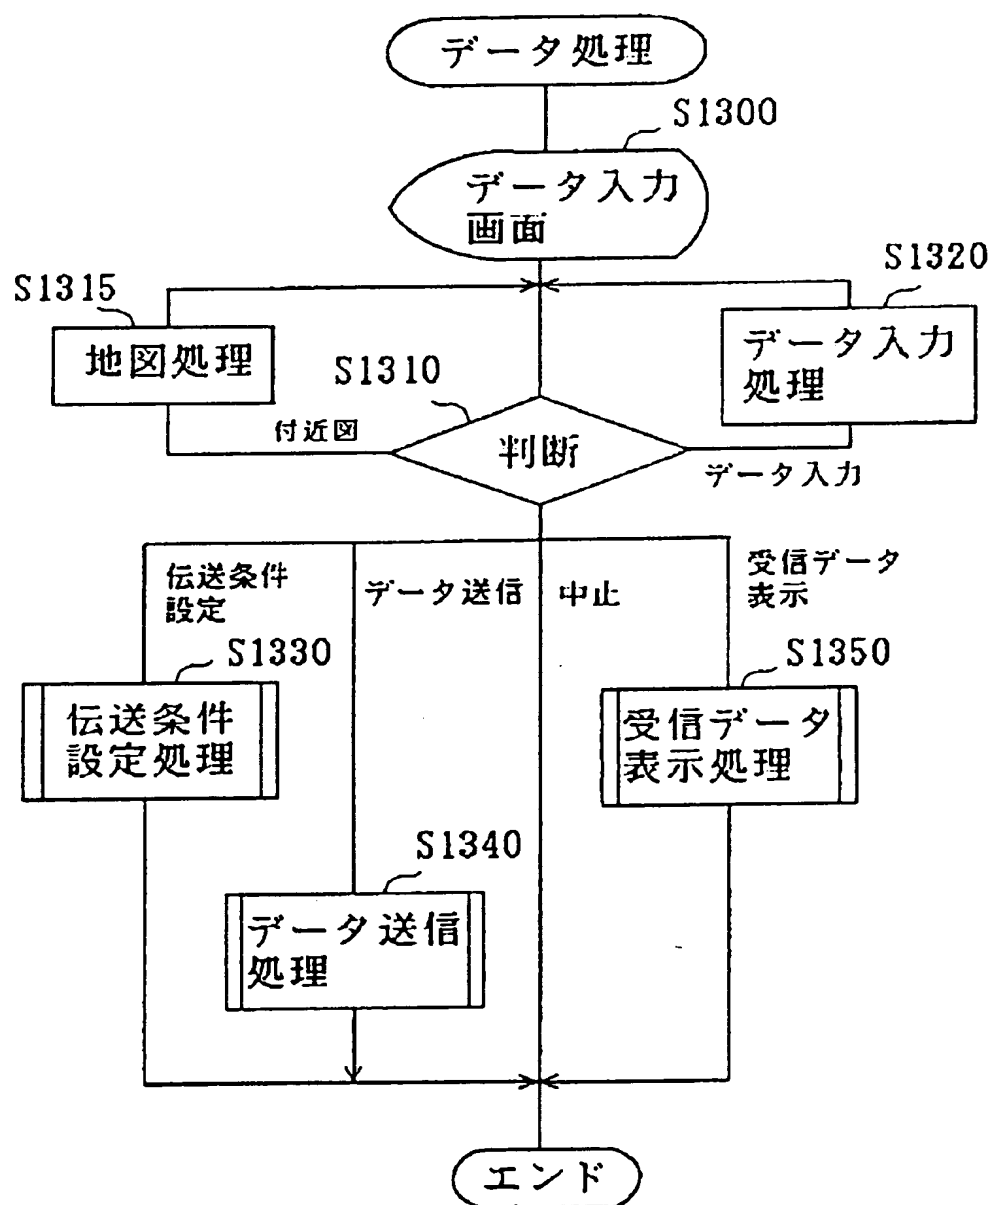 データ処理
S1300
データ入力
画面
S1315
S1320
地図処理
データ入力
処理
S1310
付近図
判断
データ入力
伝送条件
設定
データ送信
中止
受信データ
表示
S1330
S1350
伝送条件
設定処理
受信データ
表示処理
S1340
データ送信
処理
エンド